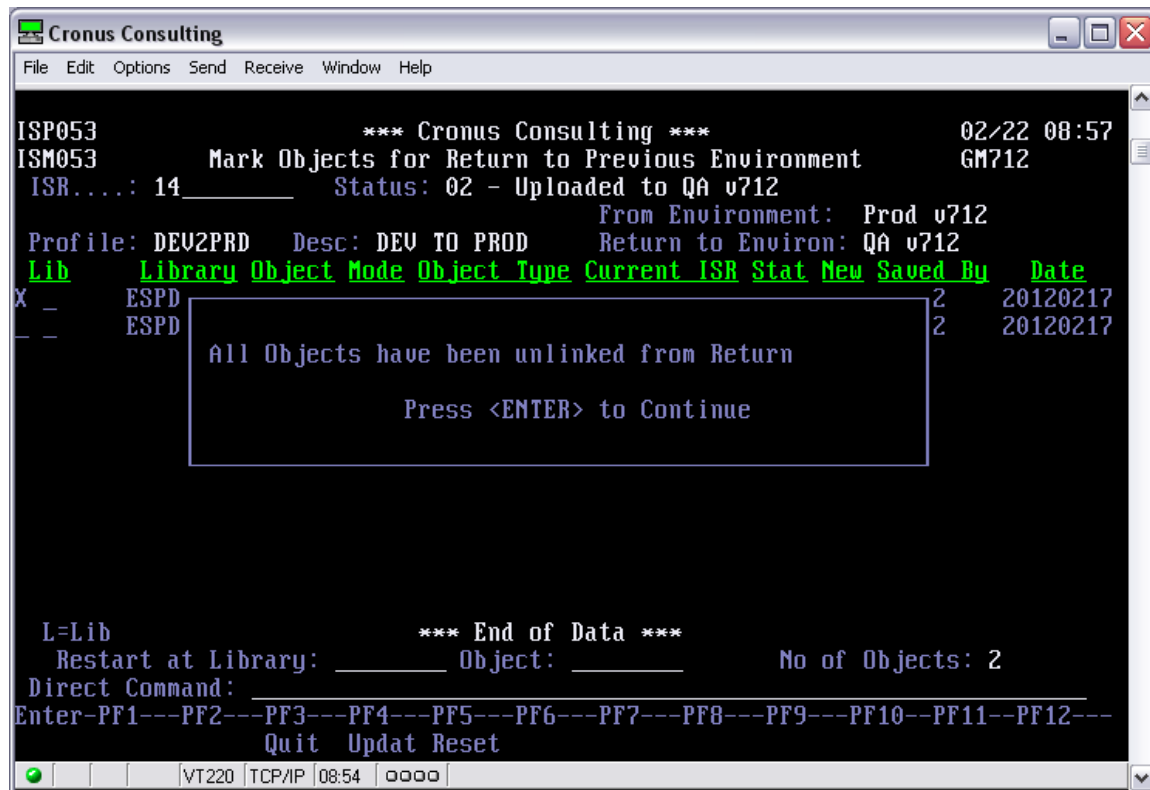 Cronus Consulting
File Edit Options Send Receive Window Help
ISP053 *** Cronus Consulting *** 02/22 08:57
ISM053 Mark Objects for Return to Previous Environment GM712
ISR....: 14 Status: 02 - Uploaded to QA v712
From Environment: Prod v712
Profile: DEV2PRD Desc: DEV TO PROD Return to Environ: QA v712
Lib Library Object Mode Object Type Current ISR Stat New Saved By Date
X _ ESPD 2 20120217
_ _ ESPD 2 20120217
All Objects have been unlinked from Return
Press <ENTER> to Continue
L=Lib *** End of Data ***
Restart at Library: ________ Object: ________ No of Objects: 2
Direct Command: ____________________________________________________________
Enter-PF1---PF2---PF3---PF4---PF5---PF6---PF7---PF8---PF9---PF10--PF11--PF12---
Quit Updat Reset
VT220 TCP/IP 08:54